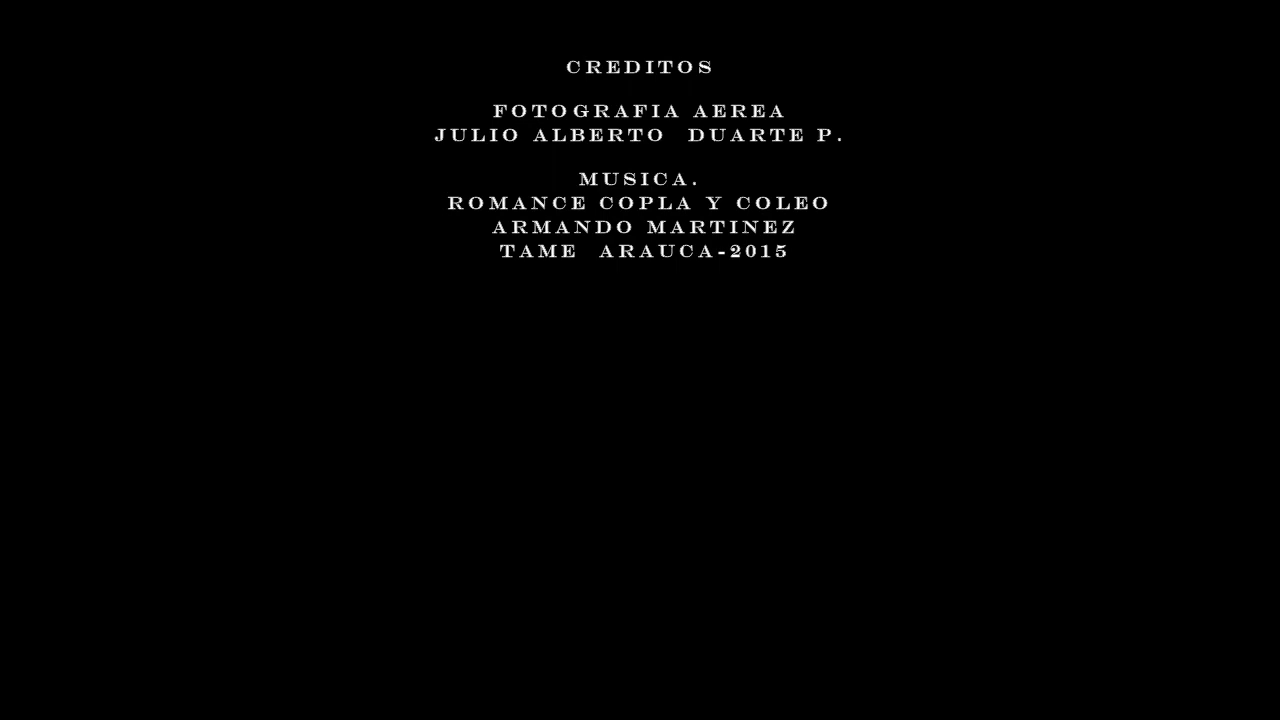 CREDITOS
FOTOGRAFIA AEREA
JULIO ALBERTO DUARTE P.
MUSICA.
ROMANCE COPLA Y COLEO
ARMANDO MARTINEZ
TAME ARAUCA-2015